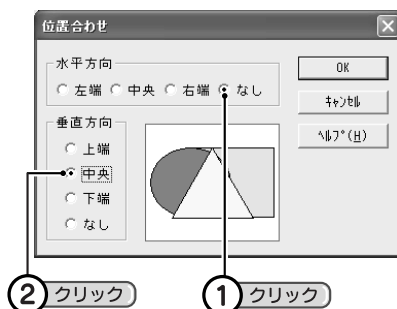 位置合わせ
水平方向
左端 中央 右端 なし
垂直方向
上端
中央
下端
なし
OK
ｷｬﾝｾﾙ
ﾍﾙﾌﾟ(H)
2 クリック
1 クリック